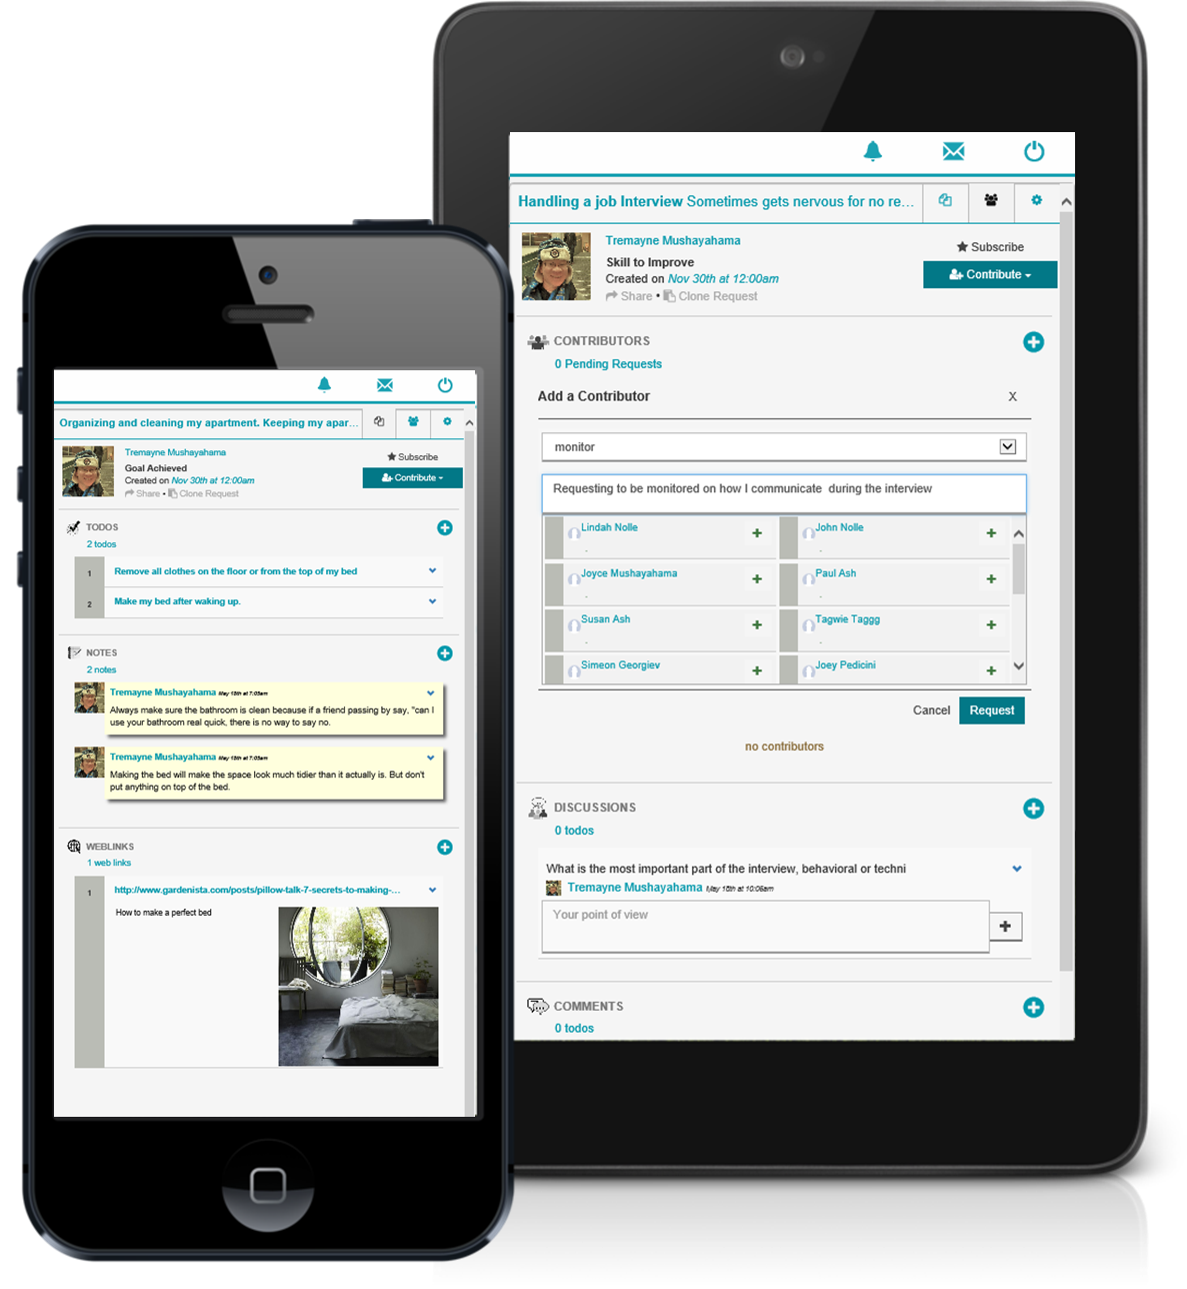 Organizing and cleaning my apartment. Keeping my apar...
Tremayne Mushayahama
Goal Achieved
Created on Nov 30th at 12:00am
Share • Clone Request
Subscribe
Contribute
TODOS
2 todos
1 Remove all clothes on the floor or from the top of my bed
2 Make my bed after waking up.
NOTES
2 notes
Tremayne Mushayahama May 18th at 7:05am
Always make sure the bathroom is clean because if a friend passing by say, "can I
use your bathroom real quick, there is no way to say no.
Tremayne Mushayahama May 18th at 7:05am
Making the bed will make the space look much tidier than it actually is. But don't
put anything on top of the bed.
WEBLINKS
1 web links
1 http://www.gardenista.com/posts/pillow-talk-7-secrets-to-making-...
How to make a perfect bed
Handling a job Interview Sometimes gets nervous for no re...
Tremayne Mushayahama
Skill to Improve
Created on Nov 30th at 12:00am
Share • Clone Request
Subscribe
Contribute
CONTRIBUTORS
0 Pending Requests
Add a Contributor X
monitor
Requesting to be monitored on how I communicate during the interview
Lindah Nolle
John Nolle
Joyce Mushayahama
Paul Ash
Susan Ash
Tagwie Taggg
Simeon Georgiev
Joey Pedicini
Cancel Request
no contributors
DISCUSSIONS
0 todos
What is the most important part of the interview, behavioral or techni
Tremayne Mushayahama May 18th at 10:06am
Your point of view
COMMENTS
0 todos